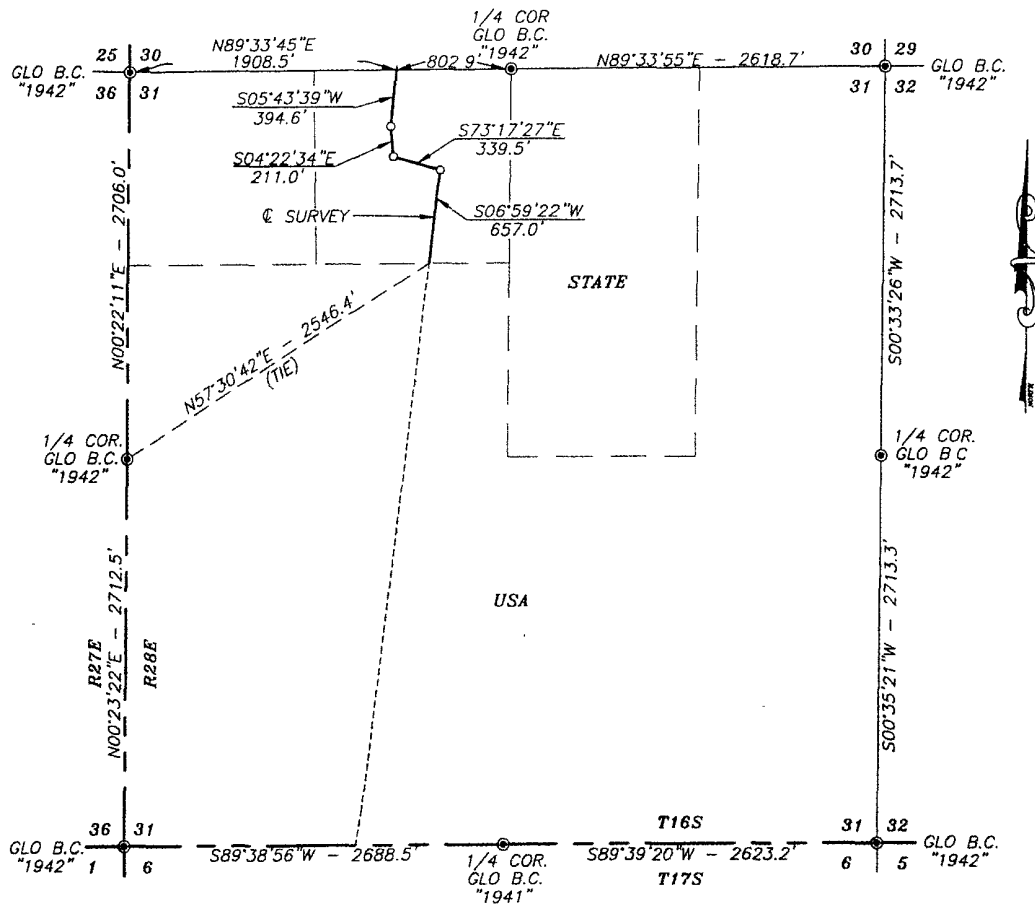 1/4 COR
GLO B.C.
"1942"
25 30
36 31
GLO B.C.
"1942"
N89°33'45"E
1908.5'
802 9'
N89°33'55"E - 2618.7'
30 29
31 32
GLO B.C.
"1942"
S05°43'39"W
394.6'
S04°22'34"E
211.0'
S73°17'27"E
339.5'
S06°59'22"W
657.0'
℄ SURVEY
N00°22'11"E - 2706.0'
STATE
S00°33'26"W - 2713.7'
N57°30'42"E - 2546.4'
(TIE)
1/4 COR.
GLO B.C.
"1942"
1/4 COR.
GLO B C
"1942"
USA
N00°23'22"E - 2712.5'
R27E
R28E
S00°35'21"W - 2713.3'
36 31
1 6
GLO B.C.
"1942"
S89°38'56"W - 2688.5'
1/4 COR.
GLO B.C.
"1941"
T16S
S89°39'20"W - 2623.2'
T17S
31 32
6 5
GLO B.C.
"1942"